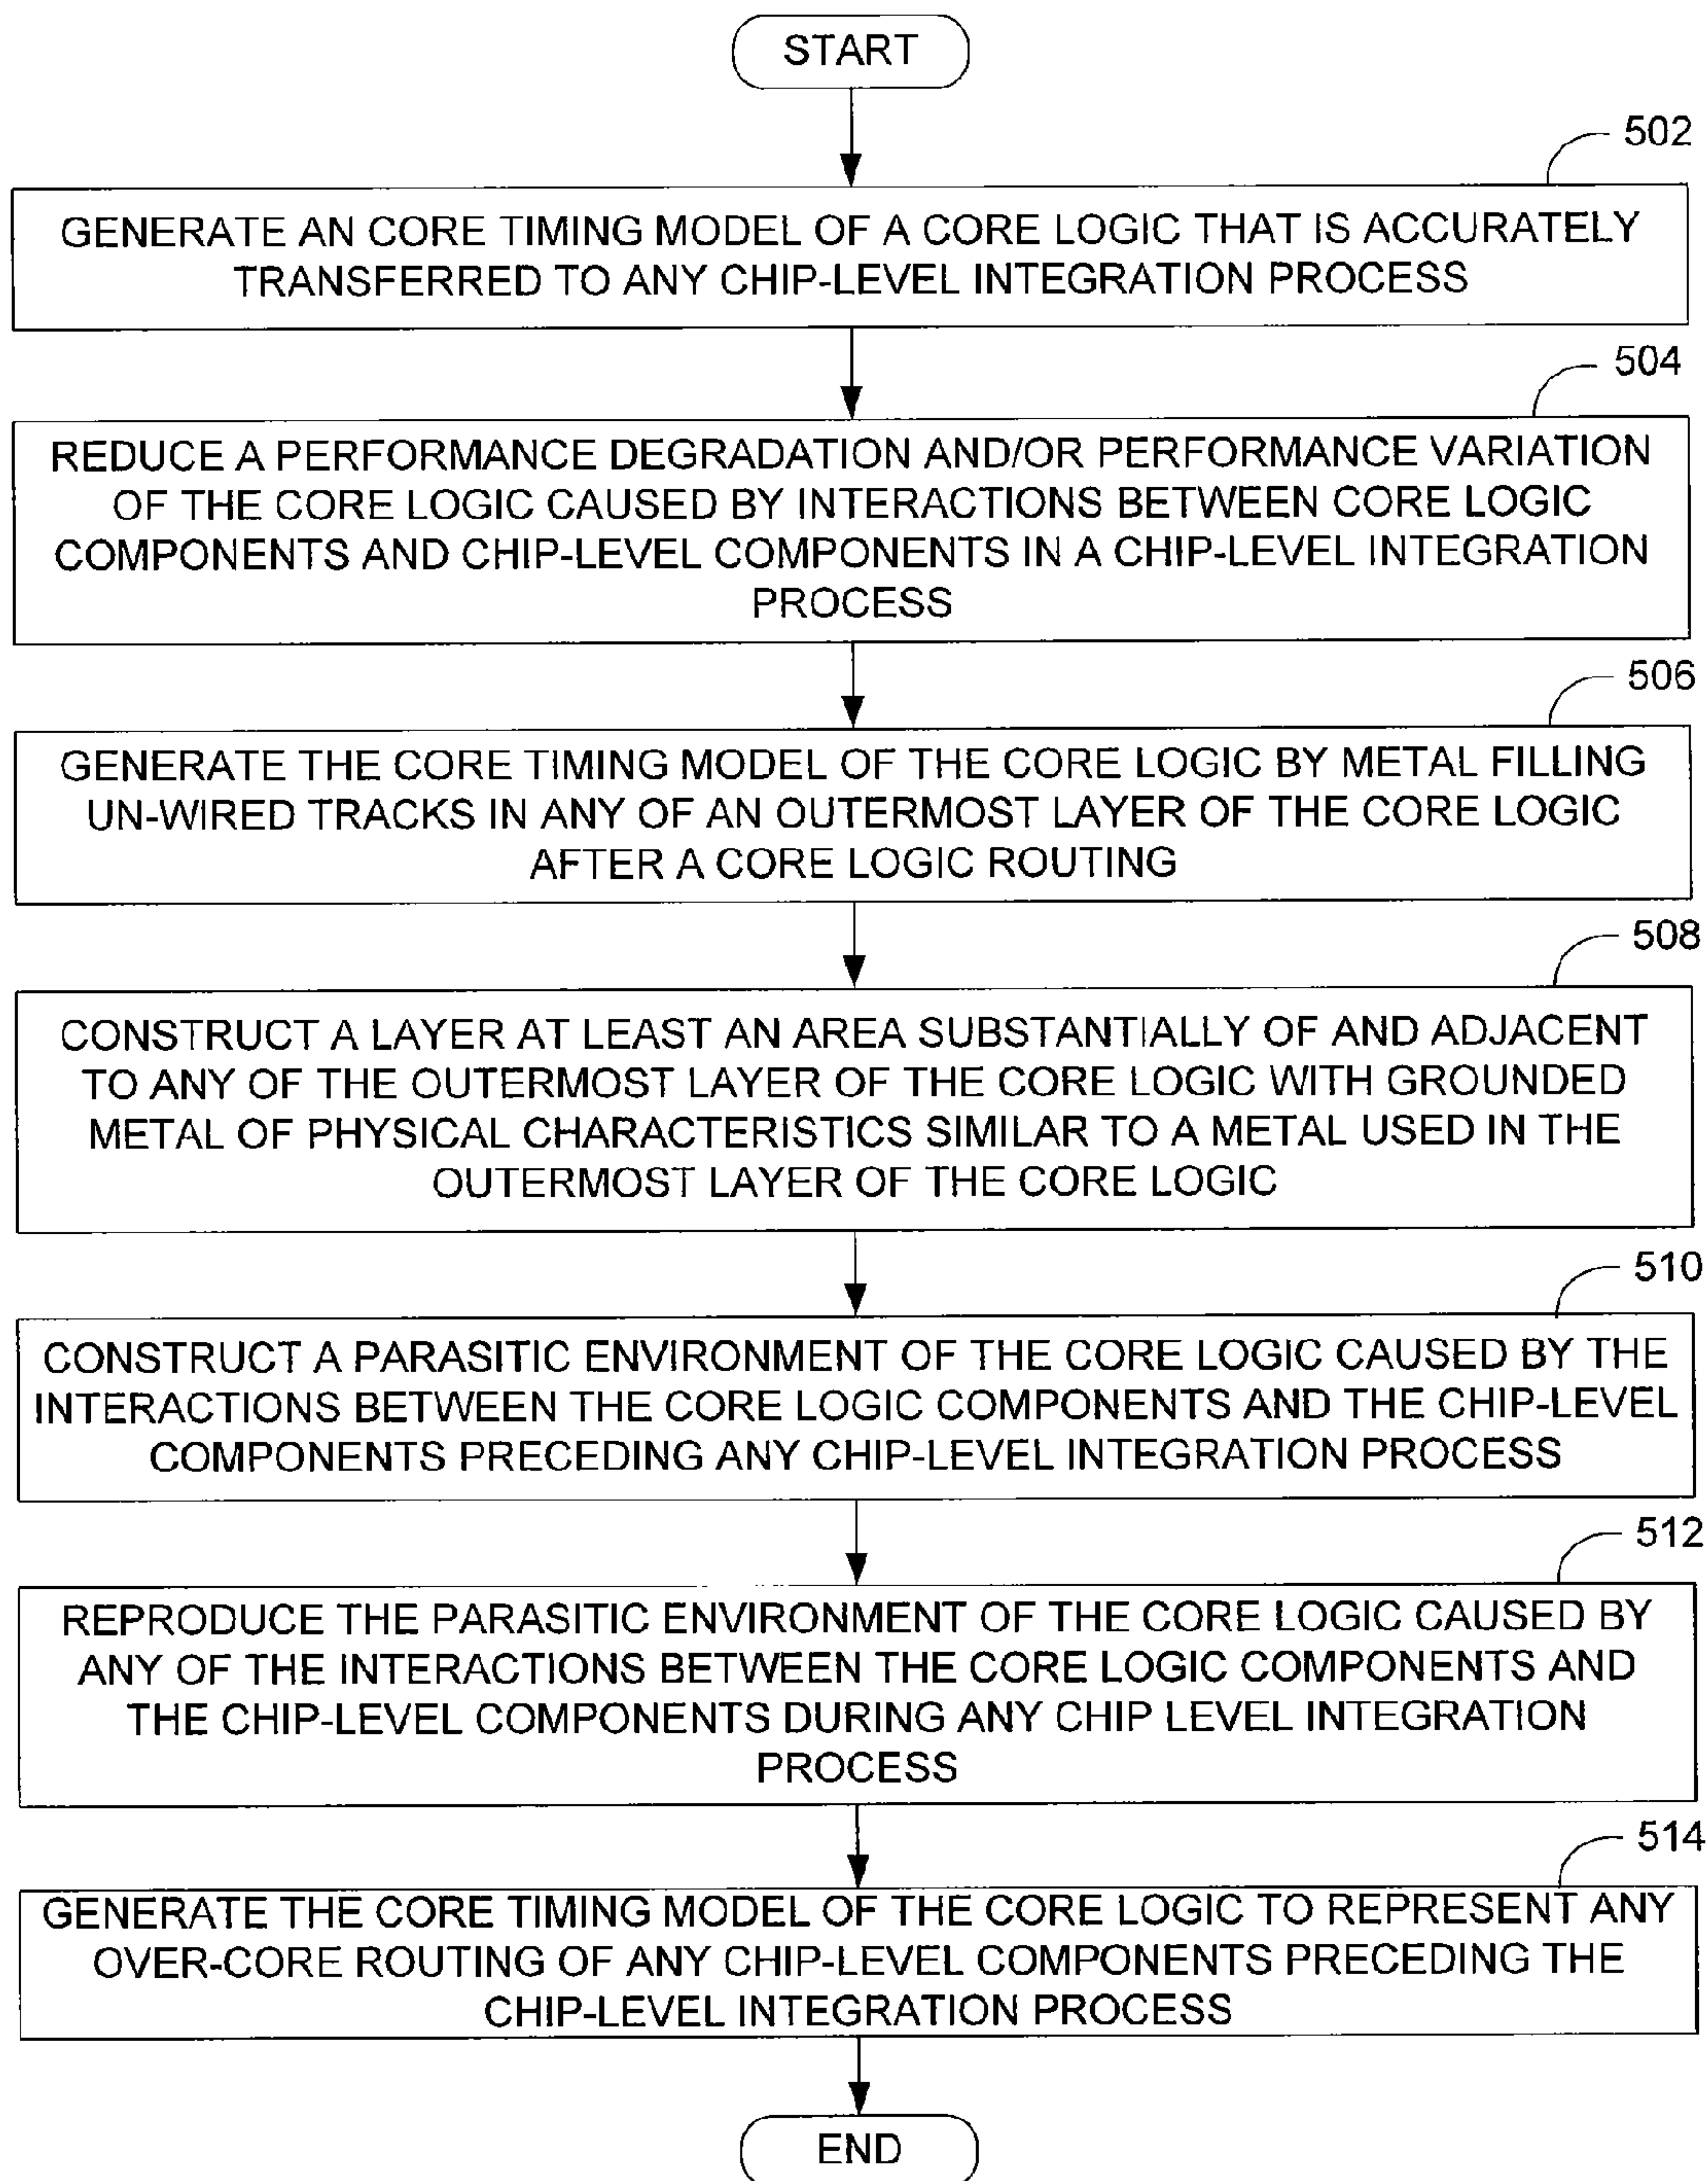 START
502
GENERATE AN CORE TIMING MODEL OF A CORE LOGIC THAT IS ACCURATELY
TRANSFERRED TO ANY CHIP-LEVEL INTEGRATION PROCESS
504
REDUCE A PERFORMANCE DEGRADATION AND/OR PERFORMANCE VARIATION
OF THE CORE LOGIC CAUSED BY INTERACTIONS BETWEEN CORE LOGIC
COMPONENTS AND CHIP-LEVEL COMPONENTS IN A CHIP-LEVEL INTEGRATION
PROCESS
506
GENERATE THE CORE TIMING MODEL OF THE CORE LOGIC BY METAL FILLING
UN-WIRED TRACKS IN ANY OF AN OUTERMOST LAYER OF THE CORE LOGIC
AFTER A CORE LOGIC ROUTING
508
CONSTRUCT A LAYER AT LEAST AN AREA SUBSTANTIALLY OF AND ADJACENT
TO ANY OF THE OUTERMOST LAYER OF THE CORE LOGIC WITH GROUNDED
METAL OF PHYSICAL CHARACTERISTICS SIMILAR TO A METAL USED IN THE
OUTERMOST LAYER OF THE CORE LOGIC
510
CONSTRUCT A PARASITIC ENVIRONMENT OF THE CORE LOGIC CAUSED BY THE
INTERACTIONS BETWEEN THE CORE LOGIC COMPONENTS AND THE CHIP-LEVEL
COMPONENTS PRECEDING ANY CHIP-LEVEL INTEGRATION PROCESS
512
REPRODUCE THE PARASITIC ENVIRONMENT OF THE CORE LOGIC CAUSED BY
ANY OF THE INTERACTIONS BETWEEN THE CORE LOGIC COMPONENTS AND
THE CHIP-LEVEL COMPONENTS DURING ANY CHIP LEVEL INTEGRATION
PROCESS
514
GENERATE THE CORE TIMING MODEL OF THE CORE LOGIC TO REPRESENT ANY
OVER-CORE ROUTING OF ANY CHIP-LEVEL COMPONENTS PRECEDING THE
CHIP-LEVEL INTEGRATION PROCESS
END